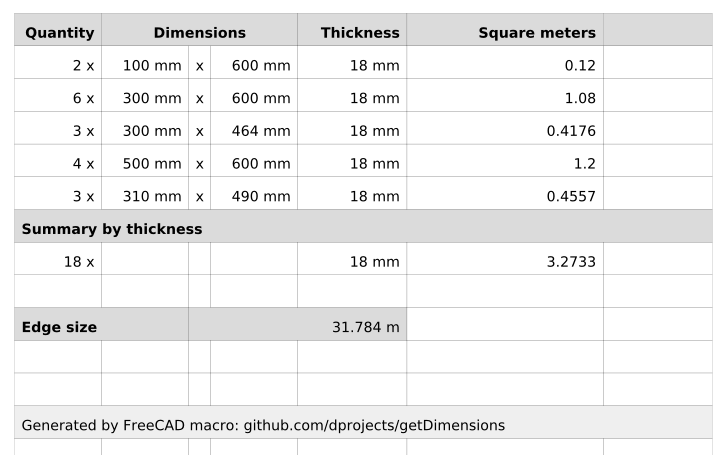 Quantity Dimensions Thickness Square meters
2 x 100 mm x 600 mm 18 mm 0.12
6 x 300 mm x 600 mm 18 mm 1.08
3 x 300 mm x 464 mm 18 mm 0.4176
4 x 500 mm x 600 mm 18 mm 1.2
3 x 310 mm x 490 mm 18 mm 0.4557
Summary by thickness
18 x 18 mm 3.2733
Edge size 31.784 m
Generated by FreeCAD macro: github.com/dprojects/getDimensions